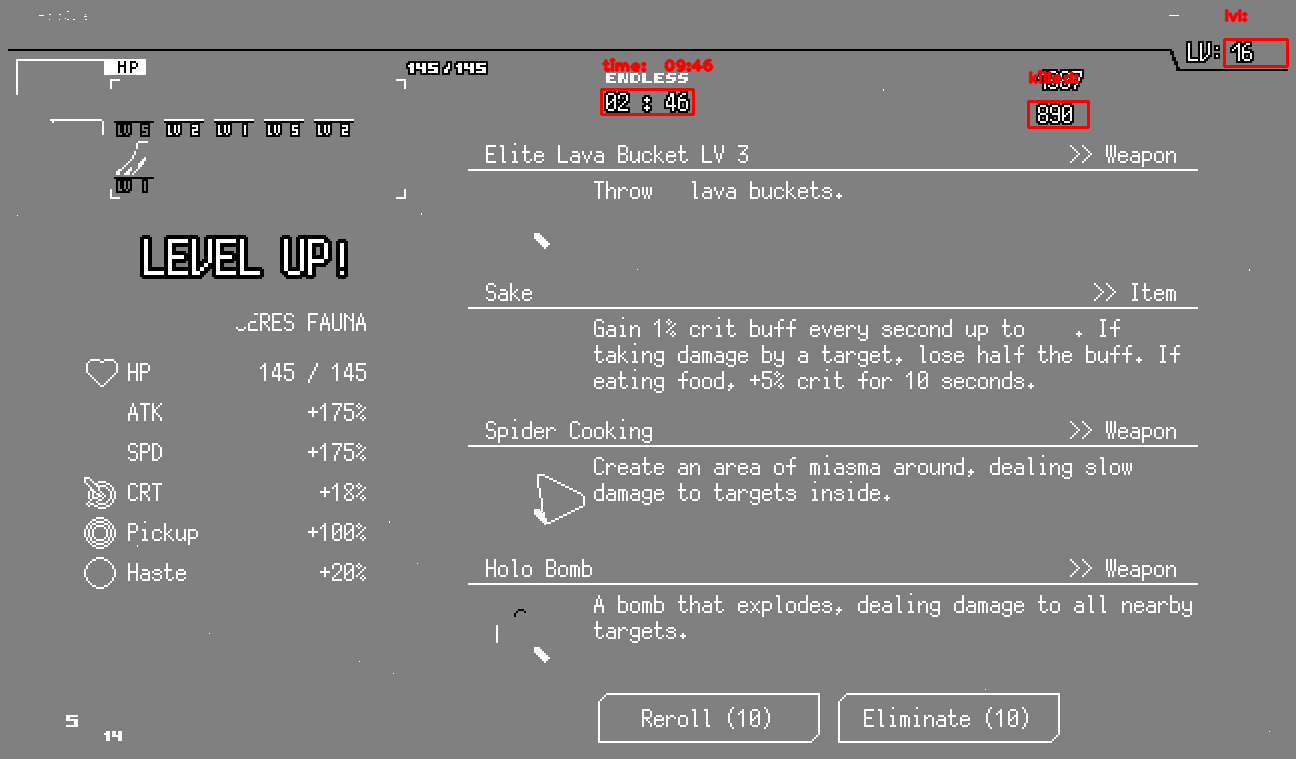 lvl:
LV: 16
HP
145/145
time: 09:46
ENDLESS
02 : 46
killed:
890
LV 5 LV 2 LV 1 LV 5 LV 2
LV 1
Elite Lava Bucket LV 3 >> Weapon
Throw lava buckets.
LEVEL UP!
Sake >> Item
CERES FAUNA
Gain 1% crit buff every second up to . If
taking damage by a target, lose half the buff. If
eating food, +5% crit for 10 seconds.
HP 145 / 145
ATK +175%
SPD +175%
CRT +18%
Pickup +100%
Haste +20%
Spider Cooking >> Weapon
Create an area of miasma around, dealing slow
damage to targets inside.
Holo Bomb >> Weapon
A bomb that explodes, dealing damage to all nearby
targets.
Reroll (10)
Eliminate (10)
5
14